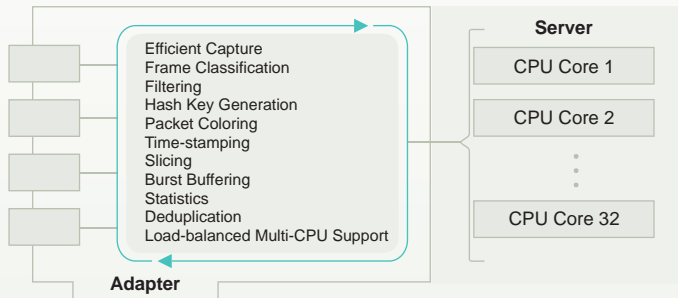 Efficient Capture
Frame Classification
Filtering
Hash Key Generation
Packet Coloring
Time-stamping
Slicing
Burst Buffering
Statistics
Deduplication
Load-balanced Multi-CPU Support
Adapter
Server
CPU Core 1
CPU Core 2
CPU Core 32